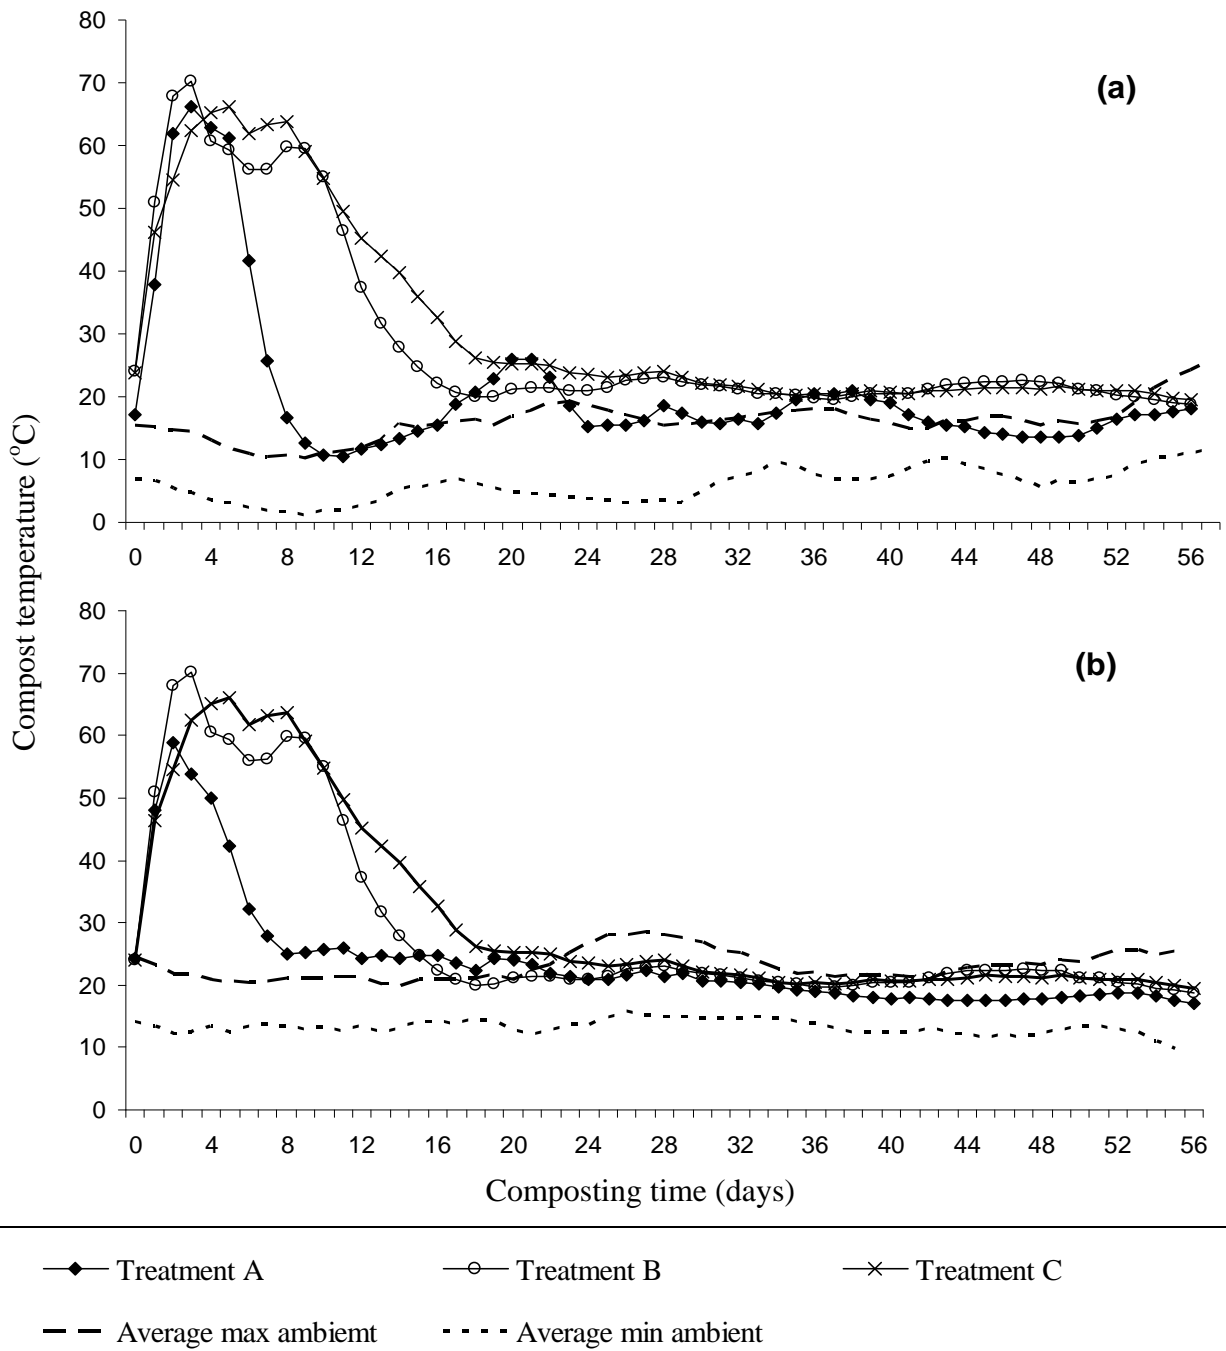 80
70
60
50
40
30
20
10
0
(a)
0 4 8 12 16 20 24 28 32 36 40 44 48 52 56
Compost temperature (°C)
80
70
60
50
40
30
20
10
0
(b)
0 4 8 12 16 20 24 28 32 36 40 44 48 52 56
Composting time (days)
Treatment A Treatment B Treatment C
Average max ambiemt Average min ambient